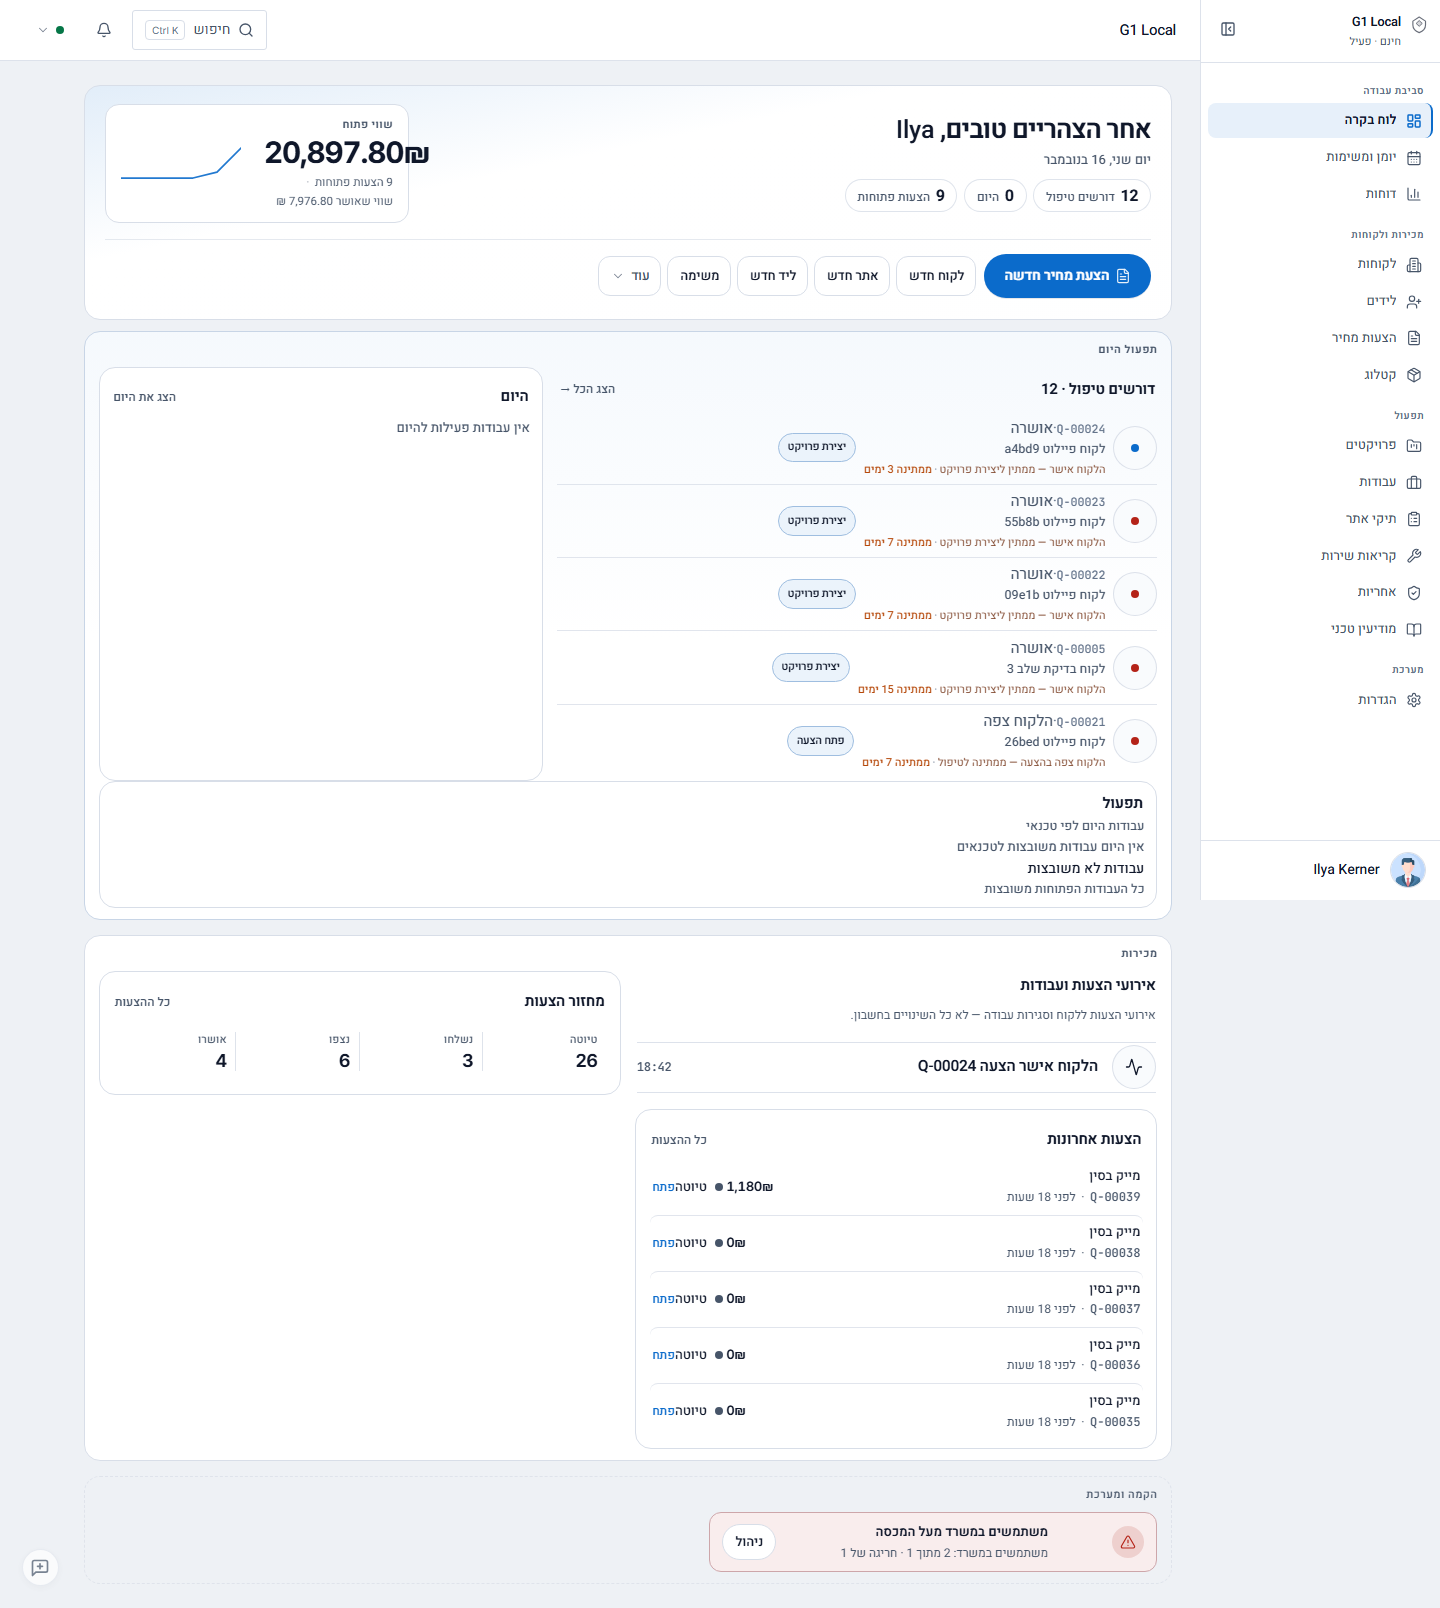 G1 Local
חינם · פעיל
סביבת עבודה
לוח בקרה
יומן ומשימות
דוחות
מכירות ולקוחות
לקוחות
לידים
הצעות מחיר
קטלוג
תפעול
פרויקטים
עבודות
תיקי אתר
קריאות שירות
אחריות
מודיעין טכני
מערכת
הגדרות
Ilya Kerner
G1 Local
חיפוש Ctrl K
אחר הצהריים טובים, Ilya
יום שני, 16 בנובמבר
12 דורשים טיפול
0 היום
9 הצעות פתוחות
שווי פתוח
20,897.80₪
9 הצעות פתוחות ·
שווי שאושר 7,976.80 ₪
הצעת מחיר חדשה
לקוח חדש
אתר חדש
ליד חדש
משימה
עוד
תפעול היום
דורשים טיפול · 12
הצג הכל →
Q-00024·אושרה
לקוח פיילוט a4bd9
הלקוח אישר — ממתין ליצירת פרויקט · ממתינה 3 ימים
יצירת פרויקט
Q-00023·אושרה
לקוח פיילוט 55b8b
הלקוח אישר — ממתין ליצירת פרויקט · ממתינה 7 ימים
יצירת פרויקט
Q-00022·אושרה
לקוח פיילוט 09e1b
הלקוח אישר — ממתין ליצירת פרויקט · ממתינה 7 ימים
יצירת פרויקט
Q-00005·אושרה
לקוח בדיקת שלב 3
הלקוח אישר — ממתין ליצירת פרויקט · ממתינה 15 ימים
יצירת פרויקט
Q-00021·הלקוח צפה
לקוח פיילוט 26bed
הלקוח צפה בהצעה — ממתינה לטיפול · ממתינה 7 ימים
פתח הצעה
היום
הצג את היום
אין עבודות פעילות להיום
תפעול
עבודות היום לפי טכנאי
אין היום עבודות משובצות לטכנאים
עבודות לא משובצות
כל העבודות הפתוחות משובצות
מכירות
אירועי הצעות ועבודות
אירועי הצעות ללקוח וסגירות עבודה — לא כל השינויים בחשבון.
הלקוח אישר הצעה Q-00024
18:42
מחזור הצעות
כל ההצעות
טיוטה
26
נשלחו
3
נצפו
6
אושרו
4
הצעות אחרונות
כל ההצעות
מייק בסין
Q-00039 · לפני 18 שעות
1,180₪ טיוטה פתח
מייק בסין
Q-00038 · לפני 18 שעות
0₪ טיוטה פתח
מייק בסין
Q-00037 · לפני 18 שעות
0₪ טיוטה פתח
מייק בסין
Q-00036 · לפני 18 שעות
0₪ טיוטה פתח
מייק בסין
Q-00035 · לפני 18 שעות
0₪ טיוטה פתח
הקמה ומערכת
משתמשים במשרד מעל המכסה
משתמשים במשרד: 2 מתוך 1 · חריגה של 1
ניהול